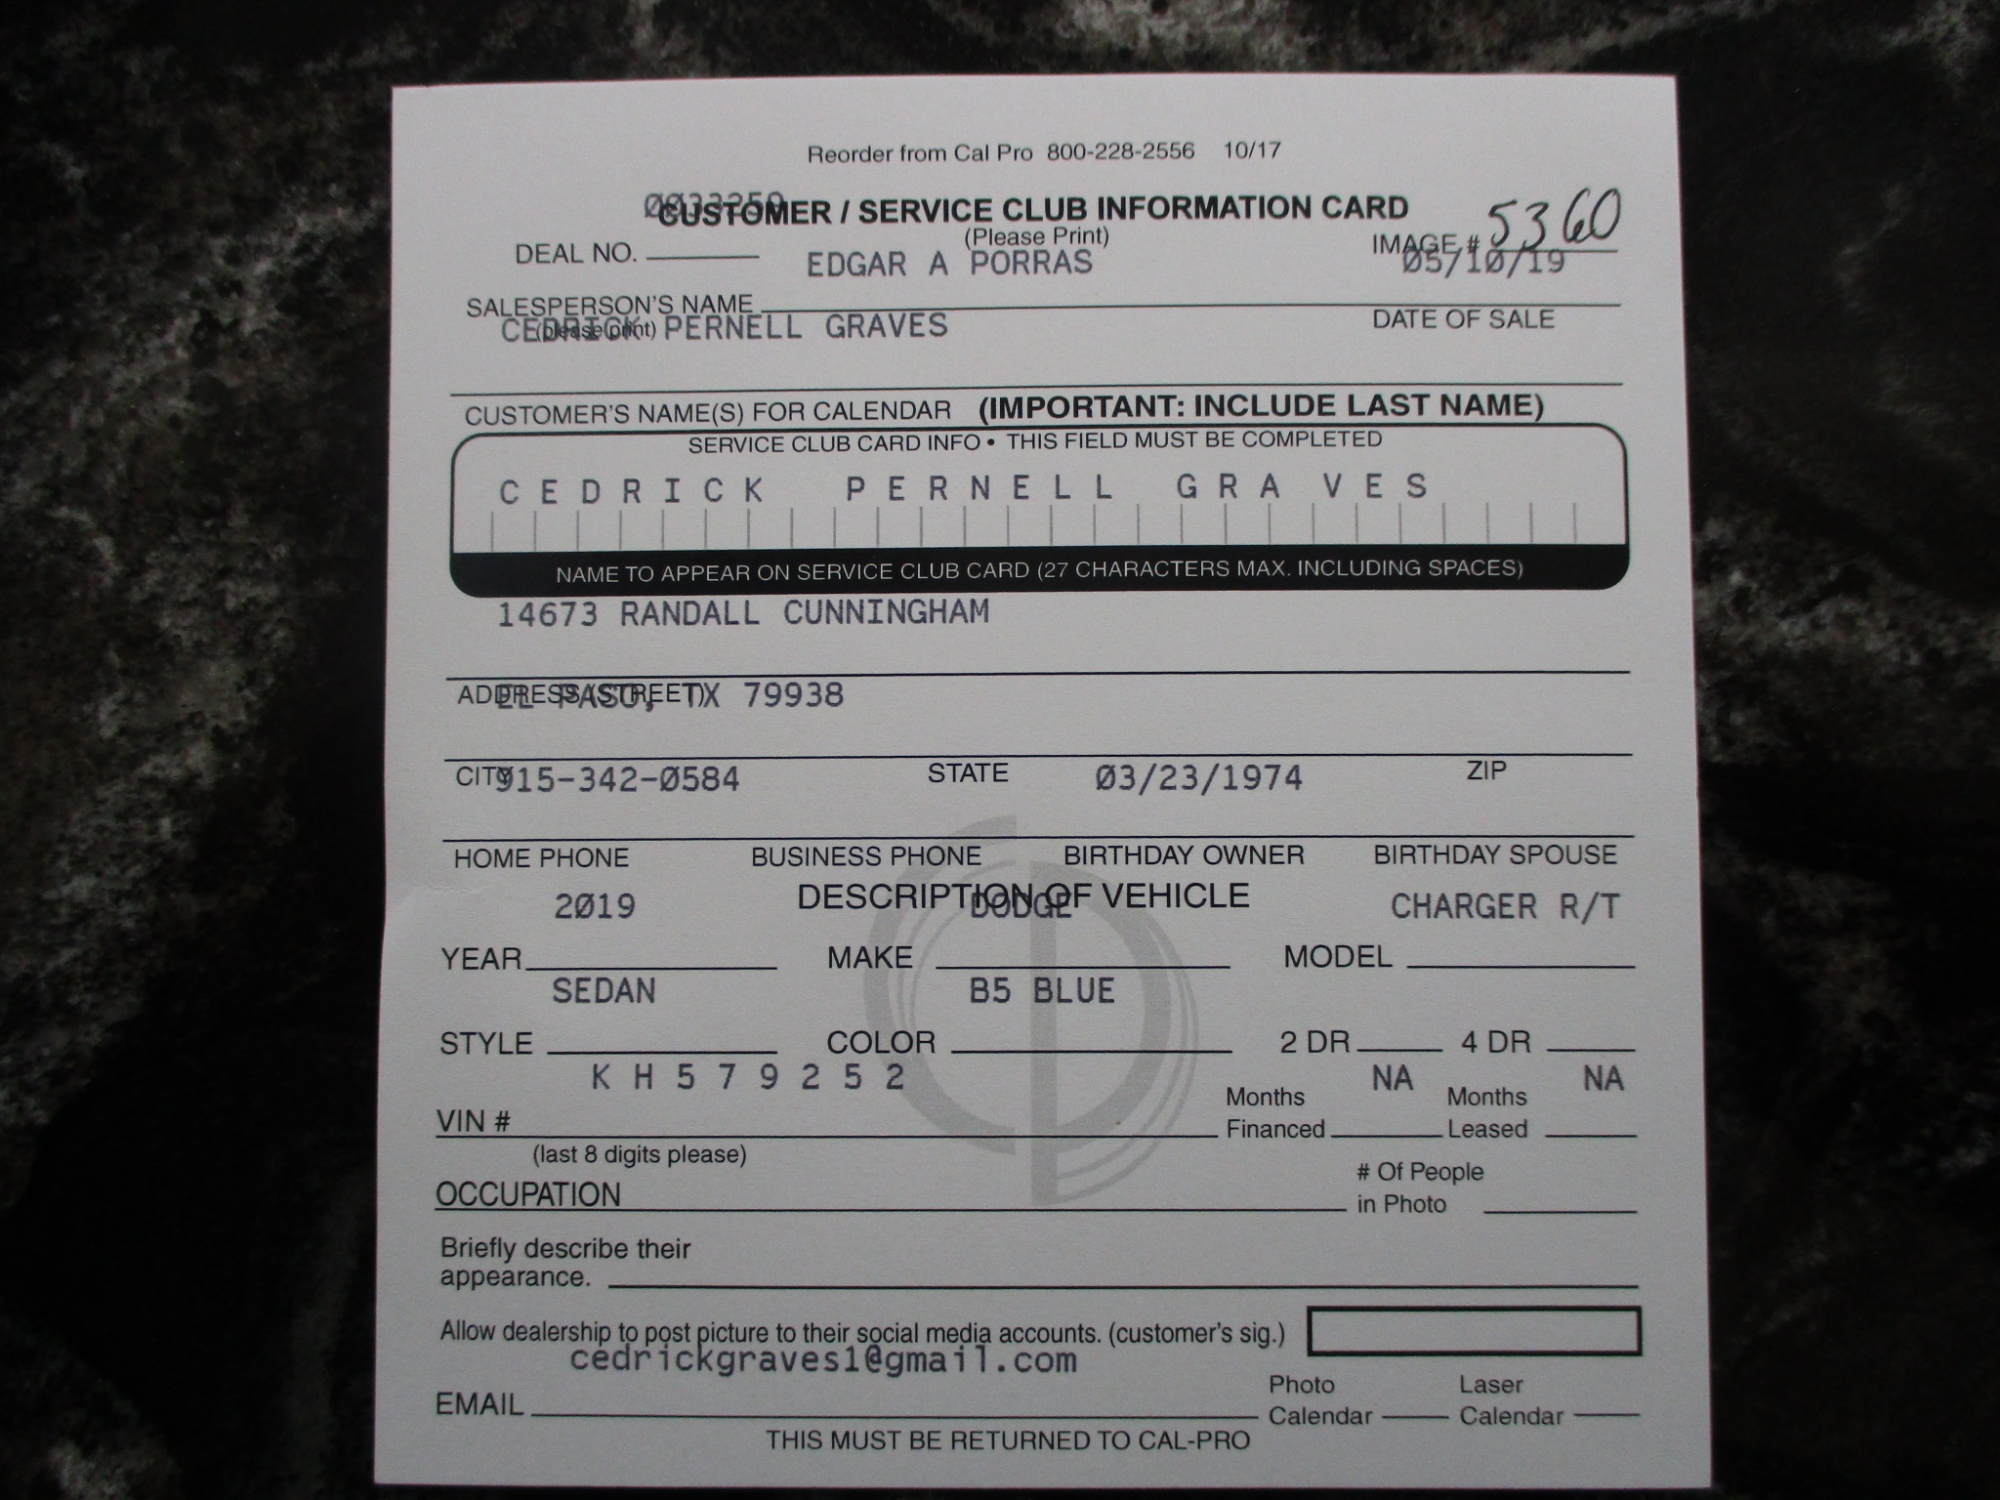 Reorder from Cal Pro 800-228-2556 10/17
CUSTOMER / SERVICE CLUB INFORMATION CARD
(Please Print)
DEAL NO. IMAGE # 5360
EDGAR A PORRAS 05/10/19
SALESPERSON'S NAME
(please print) DATE OF SALE
CEDRICK PERNELL GRAVES
CUSTOMER'S NAME(S) FOR CALENDAR (IMPORTANT: INCLUDE LAST NAME)
SERVICE CLUB CARD INFO • THIS FIELD MUST BE COMPLETED
CEDRICK PERNELL GRAVES
NAME TO APPEAR ON SERVICE CLUB CARD (27 CHARACTERS MAX. INCLUDING SPACES)
14673 RANDALL CUNNINGHAM
ADDRESS (STREET)
EL PASO, TX 79938
CITY STATE ZIP
915-342-0584 03/23/1974
HOME PHONE BUSINESS PHONE BIRTHDAY OWNER BIRTHDAY SPOUSE
DESCRIPTION OF VEHICLE
2019 DODGE CHARGER R/T
YEAR MAKE MODEL
SEDAN B5 BLUE
STYLE COLOR 2 DR 4 DR
K H 5 7 9 2 5 2 NA NA
VIN # Months Financed Months Leased
(last 8 digits please)
OCCUPATION # Of People in Photo
Briefly describe their
appearance.
Allow dealership to post picture to their social media accounts. (customer's sig.)
cedrickgraves1@gmail.com
EMAIL Photo Calendar Laser Calendar
THIS MUST BE RETURNED TO CAL-PRO